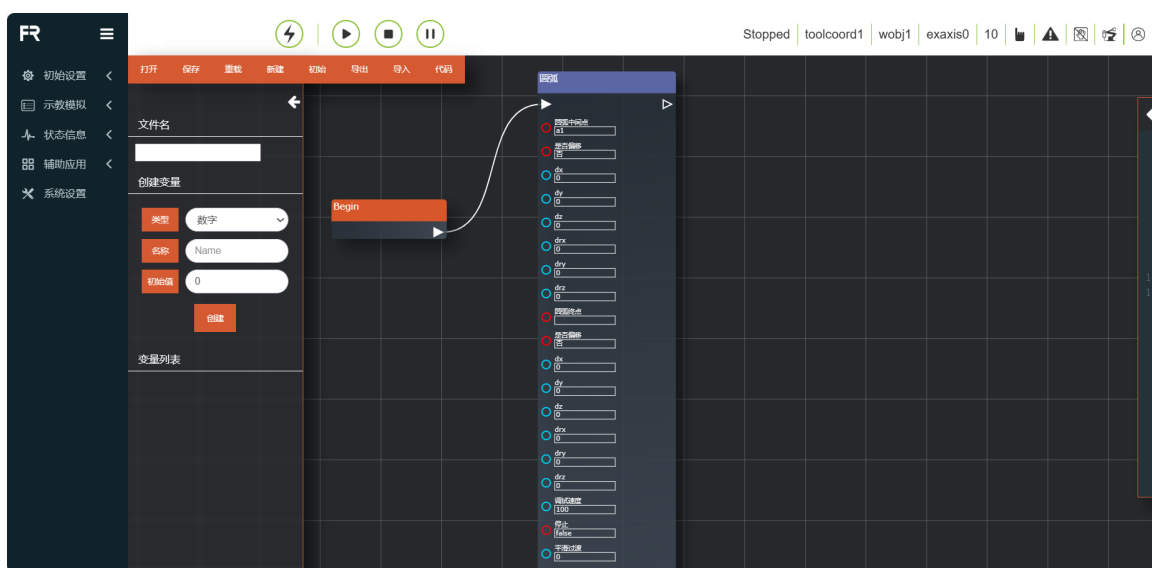 FR
Stopped toolcoord1 wobj1 exaxis0 10
初始设置
示教模拟
状态信息
辅助应用
系统设置
打开 保存 重载 新建 初始 导出 导入 代码
文件名
创建变量
类型 数字
名称 Name
初始值 0
创建
变量列表
Begin
圆弧
圆弧中间点
a1
是否偏移
否
dx
0
dy
0
dz
0
drx
0
dry
0
drz
0
圆弧终点
是否偏移
否
dx
0
dy
0
dz
0
drx
0
dry
0
drz
0
调试速度
100
停止
false
平滑过渡
0